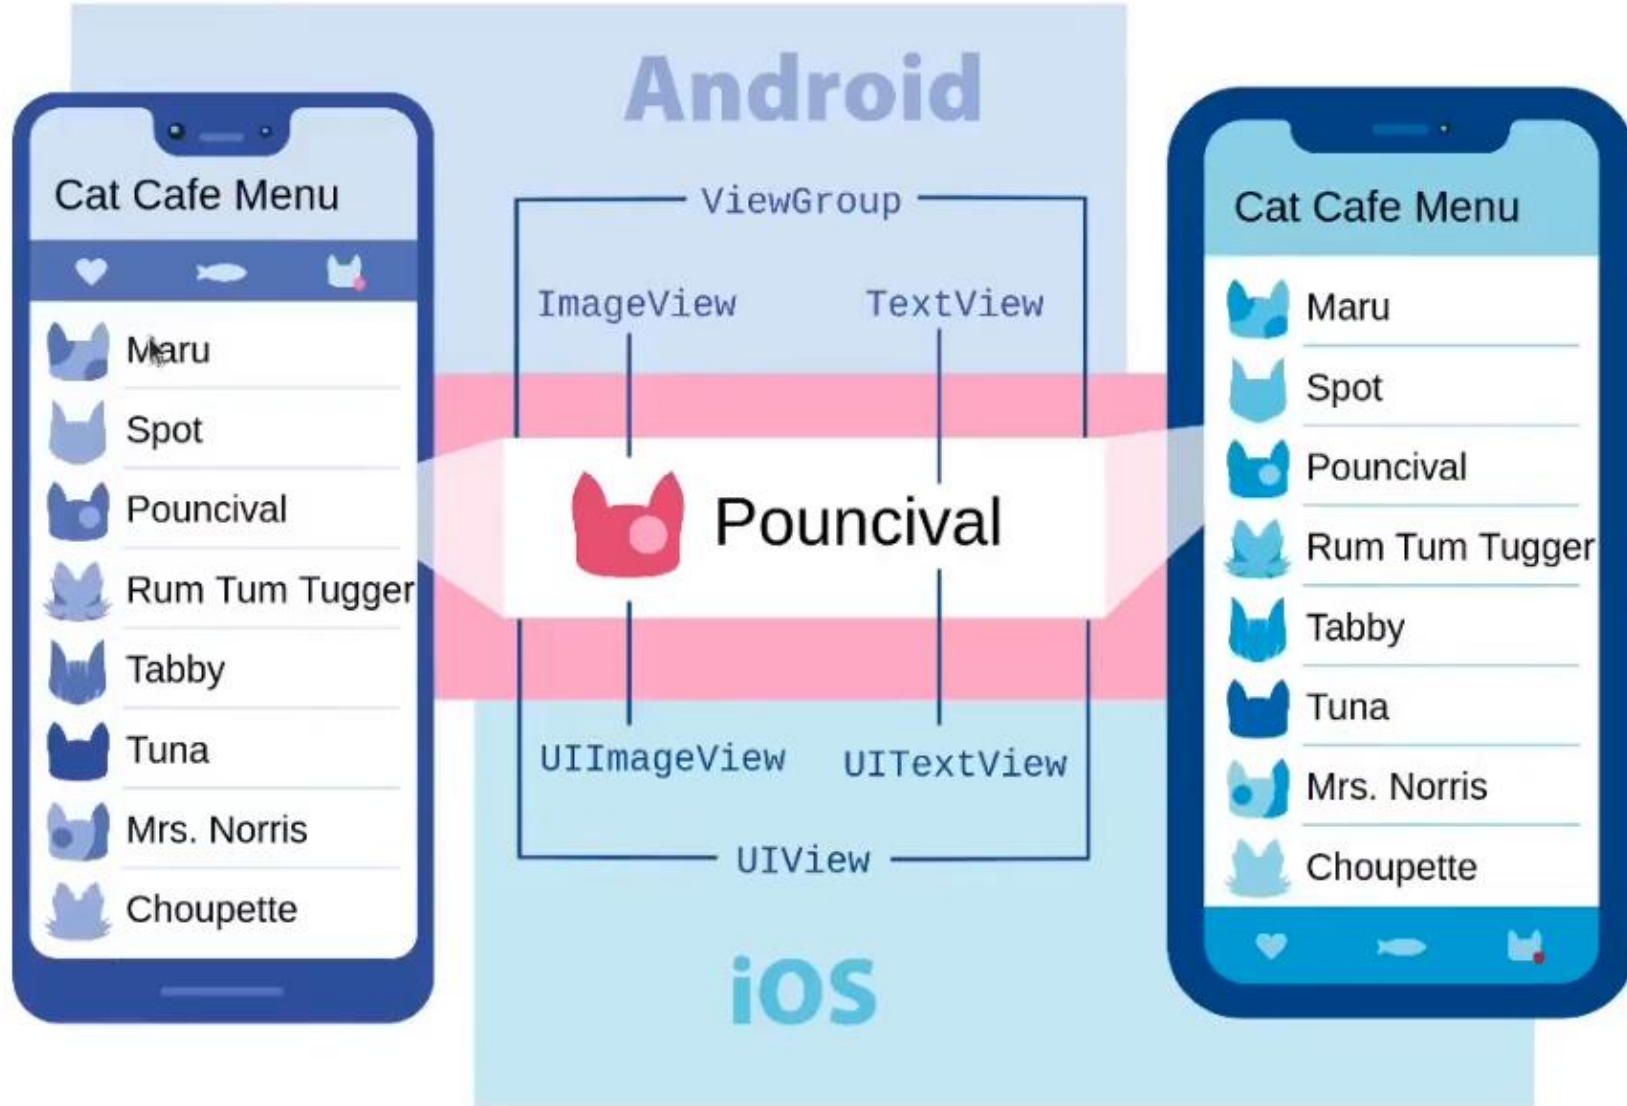 Android
Cat Cafe Menu
Maru
Spot
Pouncival
Rum Tum Tugger
Tabby
Tuna
Mrs. Norris
Choupette
ViewGroup
ImageView TextView
Pouncival
UIImageView UITextView
UIView
iOS
Cat Cafe Menu
Maru
Spot
Pouncival
Rum Tum Tugger
Tabby
Tuna
Mrs. Norris
Choupette